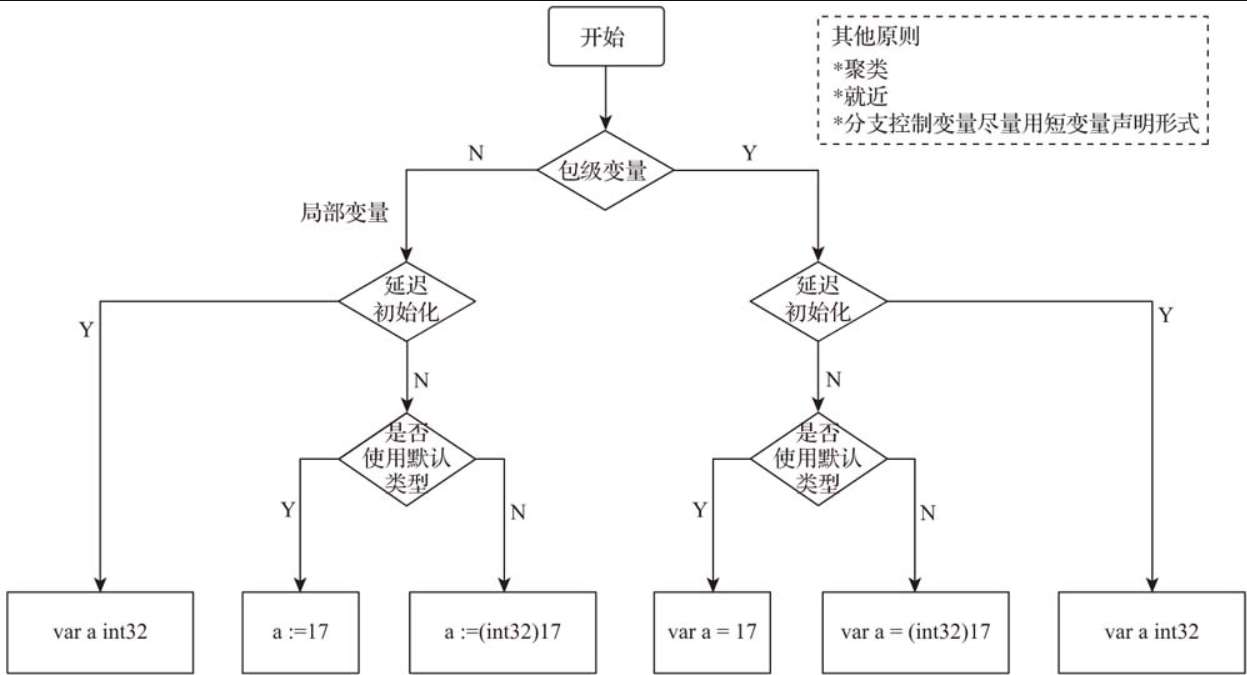 开始
其他原则
*聚类
*就近
*分支控制变量尽量用短变量声明形式
N
包级变量
Y
局部变量
延迟
初始化
延迟
初始化
Y
Y
N
N
是否
使用默认
类型
是否
使用默认
类型
Y
N
Y
N
var a int32
a :=17
a :=(int32)17
var a = 17
var a = (int32)17
var a int32